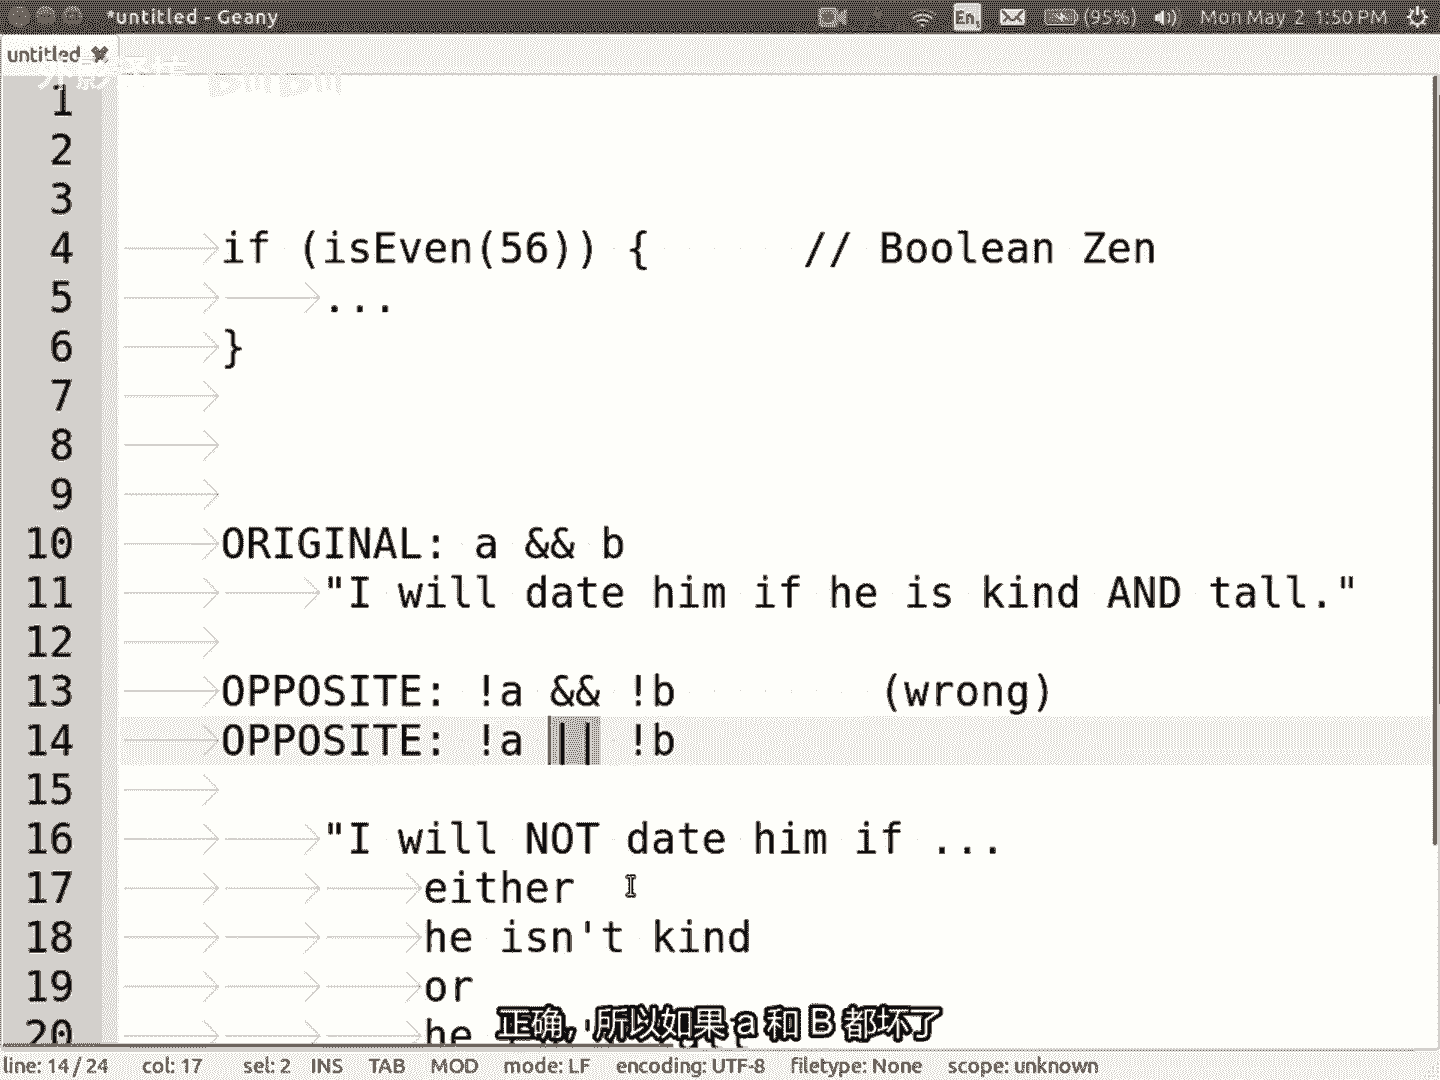 *untitled - Geany En (95%) Mon May 2 1:50 PM
untitled
1
2
3
4 if (isEven(56)) { // Boolean Zen
5 ...
6 }
7
8
9
10 ORIGINAL: a && b
11 "I will date him if he is kind AND tall."
12
13 OPPOSITE: !a && !b (wrong)
14 OPPOSITE: !a || !b
15
16 "I will NOT date him if ...
17 either
18 he isn't kind
19 or
20 he
正确，所以如果 a 和 B 都坏了
line: 14 / 24 col: 17 sel: 2 INS TAB MOD mode: LF encoding: UTF-8 filetype: None scope: unknown